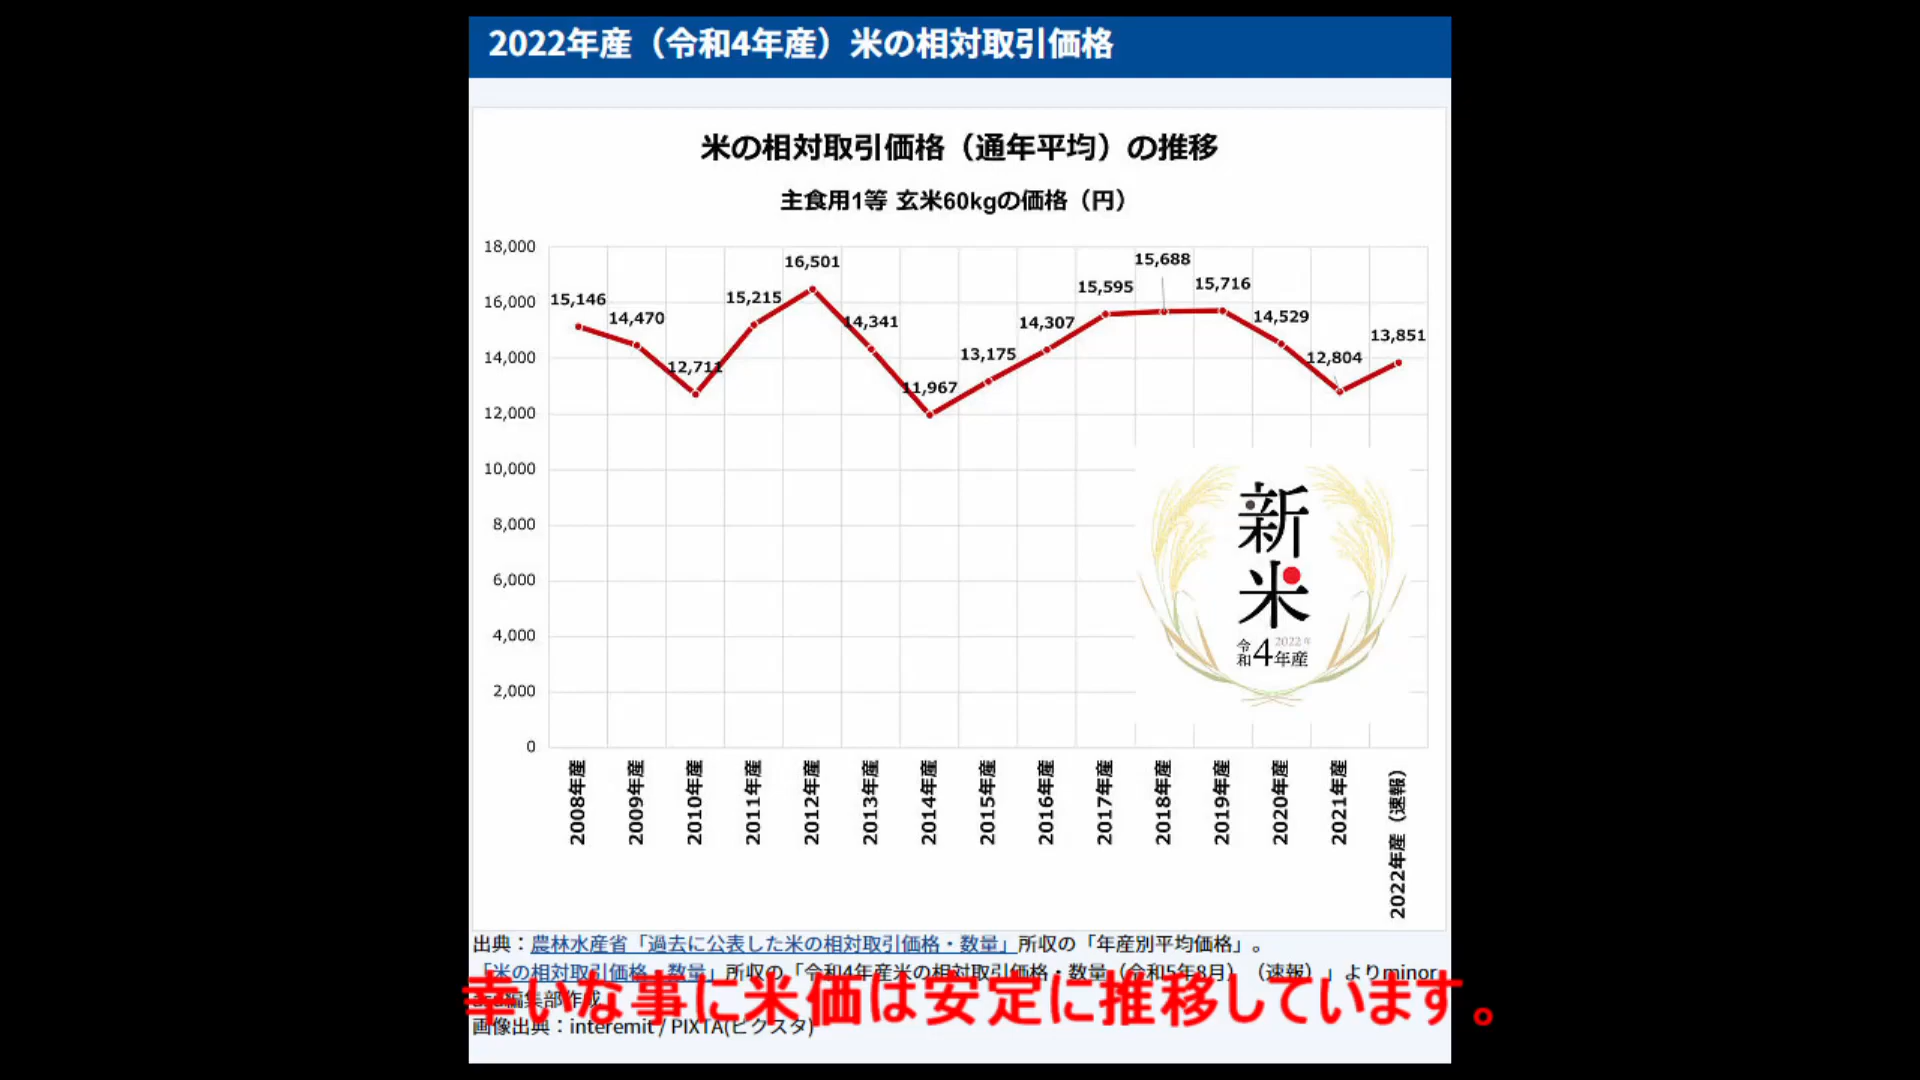 2022年産（令和4年産）米の相対取引価格
米の相対取引価格（通年平均）の推移
主食用1等 玄米60kgの価格（円）
18,000
16,000
14,000
12,000
10,000
8,000
6,000
4,000
2,000
0
15,146
14,470
12,711
15,215
16,501
14,341
11,967
13,175
14,307
15,595
15,688
15,716
14,529
12,804
13,851
新米
2022年
令和4年産
2008年産
2009年産
2010年産
2011年産
2012年産
2013年産
2014年産
2015年産
2016年産
2017年産
2018年産
2019年産
2020年産
2021年産
2022年産（速報）
出典：農林水産省「過去に公表した米の相対取引価格・数量」所収の「年産別平均価格」。
「米の相対取引価格・数量」所収の「令和4年産米の相対取引価格・数量（令和5年8月）（速報）」よりminor
編集部作成
画像出典：interemit / PIXTA(ピクスタ)
幸いな事に米価は安定に推移しています。